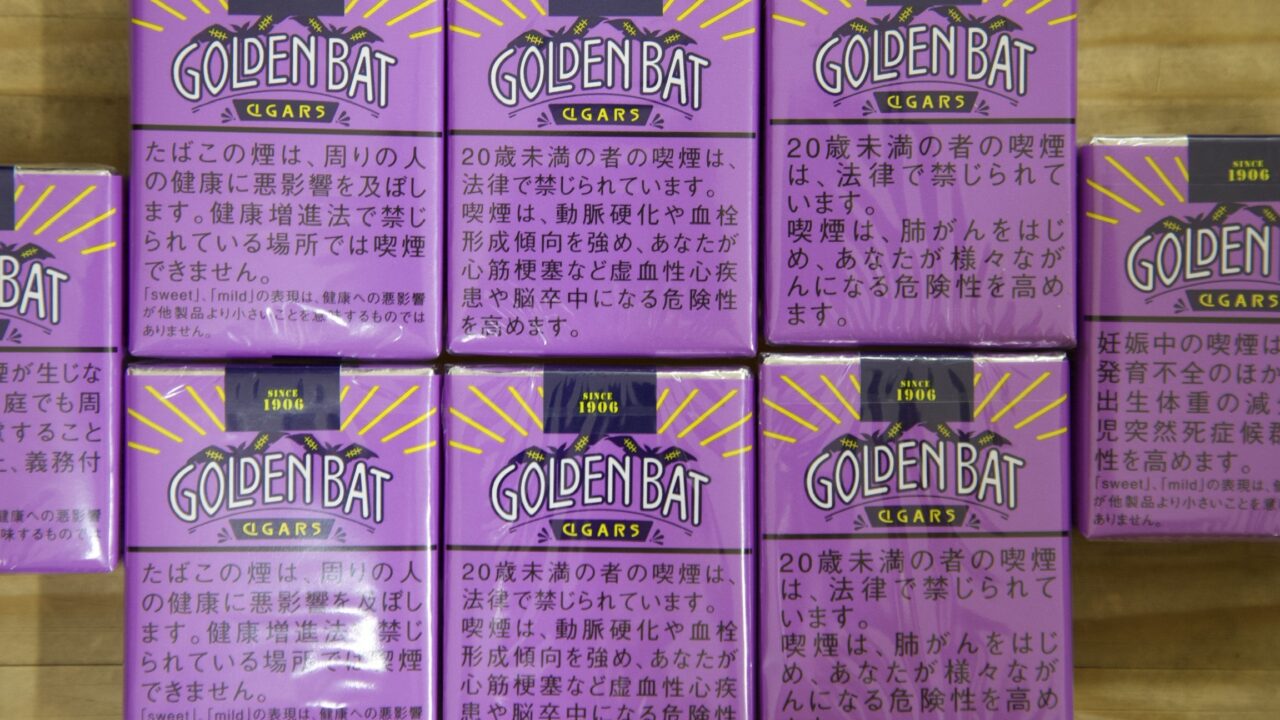 GOLDEN BAT
CIGARS
たばこの煙は、周りの人
の健康に悪影響を及ぼし
ます。健康増進法で禁じ
られている場所では喫煙
できません。
「sweet」、「mild」の表現は、健康への悪影響
が他製品より小さいことを意味するものでは
ありません。
GOLDEN BAT
CIGARS
20歳未満の者の喫煙は、
法律で禁じられています。
喫煙は、動脈硬化や血栓
形成傾向を強め、あなたが
心筋梗塞など虚血性心疾
患や脳卒中になる危険性
を高めます。
GOLDEN BAT
CIGARS
20歳未満の者の喫煙
は、法律で禁じられて
います。
喫煙は、肺がんをはじ
め、あなたが様々なが
んになる危険性を高め
ます。
BAT
煙が生じな
庭でも周
慮すること
、義務付
健康への悪影響
味するものでは
SINCE
1906
GOLDEN
CIGARS
妊娠中の喫煙は
発育不全のほか
出生体重の減
児突然死症候群
性を高めます。
「sweet」、「mild」の表現は、健
が他製品より小さいことを意
ありません。
SINCE
1906
GOLDEN BAT
CIGARS
たばこの煙は、周りの人
の健康に悪影響を及ぼし
ます。健康増進法で禁じ
られている場所では喫煙
できません。
「sweet」、「mild」の表現は、健康への悪影響
SINCE
1906
GOLDEN BAT
CIGARS
20歳未満の者の喫煙は、
法律で禁じられています。
喫煙は、動脈硬化や血栓
形成傾向を強め、あなたが
心筋梗塞など虚血性心疾
患や脳卒中になる危険性
SINCE
1906
GOLDEN BAT
CIGARS
20歳未満の者の喫煙
は、法律で禁じられて
います。
喫煙は、肺がんをはじ
め、あなたが様々なが
んになる危険性を高め